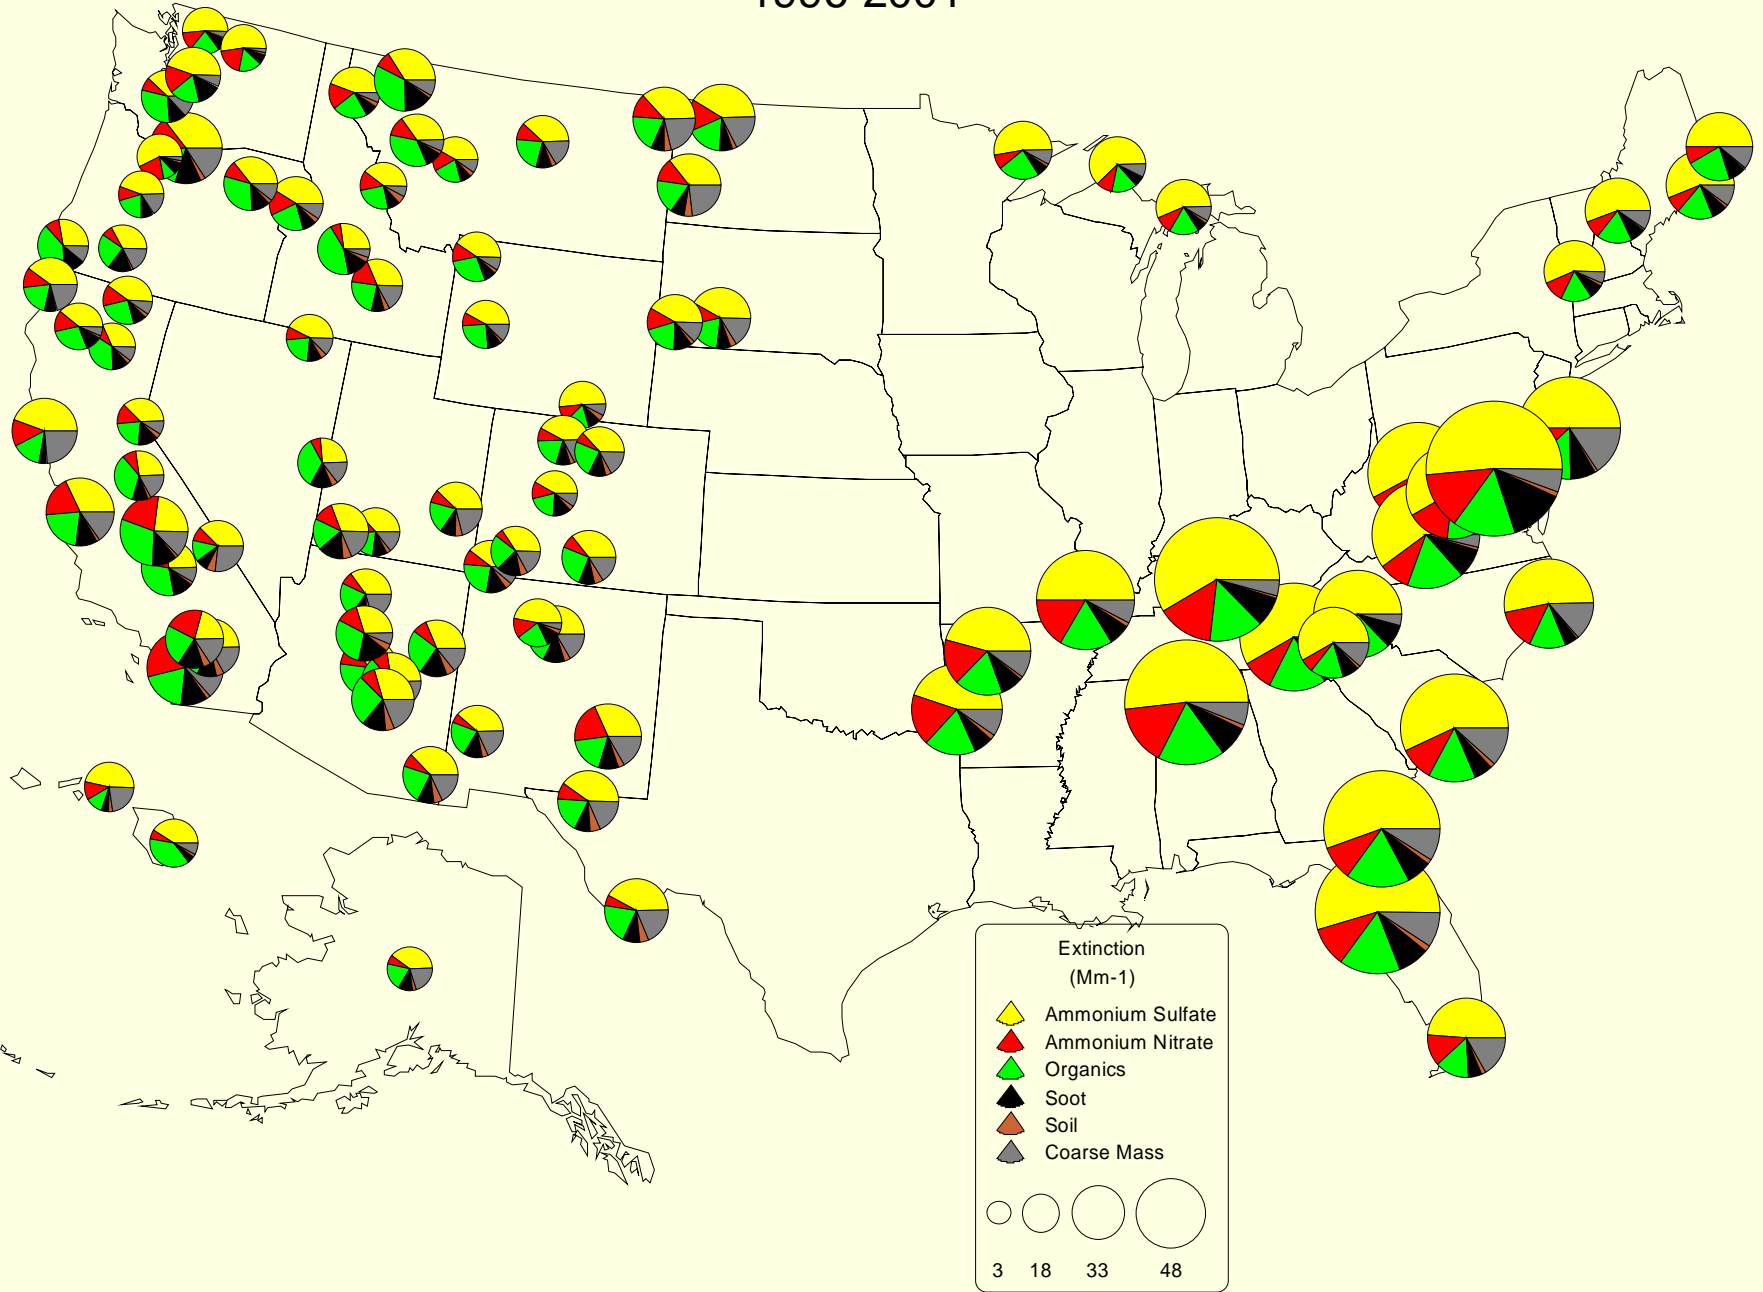 Extinction
(Mm-1)
Ammonium Sulfate
Ammonium Nitrate
Organics
Soot
Soil
Coarse Mass
3 18 33 48